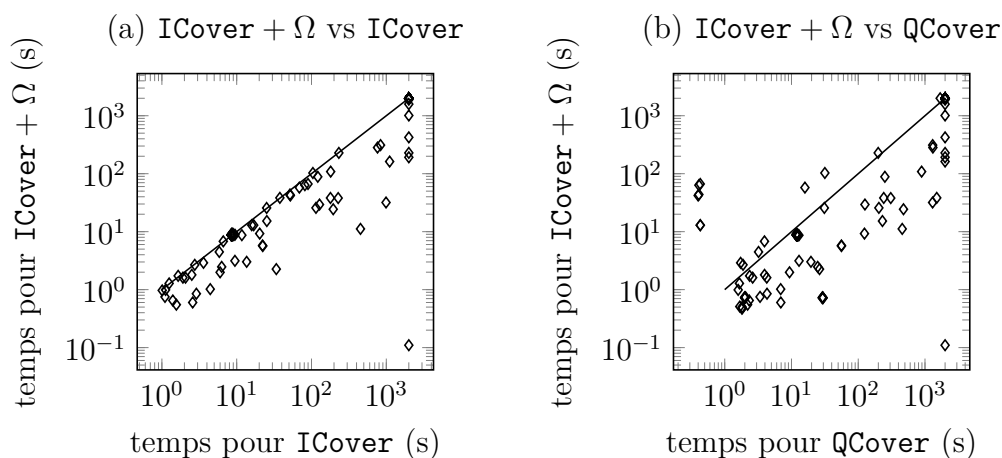 (a) ICover + Ω vs ICover
temps pour ICover + Ω (s)
10³
10²
10¹
10⁰
10⁻¹
10⁰ 10¹ 10² 10³
temps pour ICover (s)
(b) ICover + Ω vs QCover
temps pour ICover + Ω (s)
10³
10²
10¹
10⁰
10⁻¹
10⁰ 10¹ 10² 10³
temps pour QCover (s)